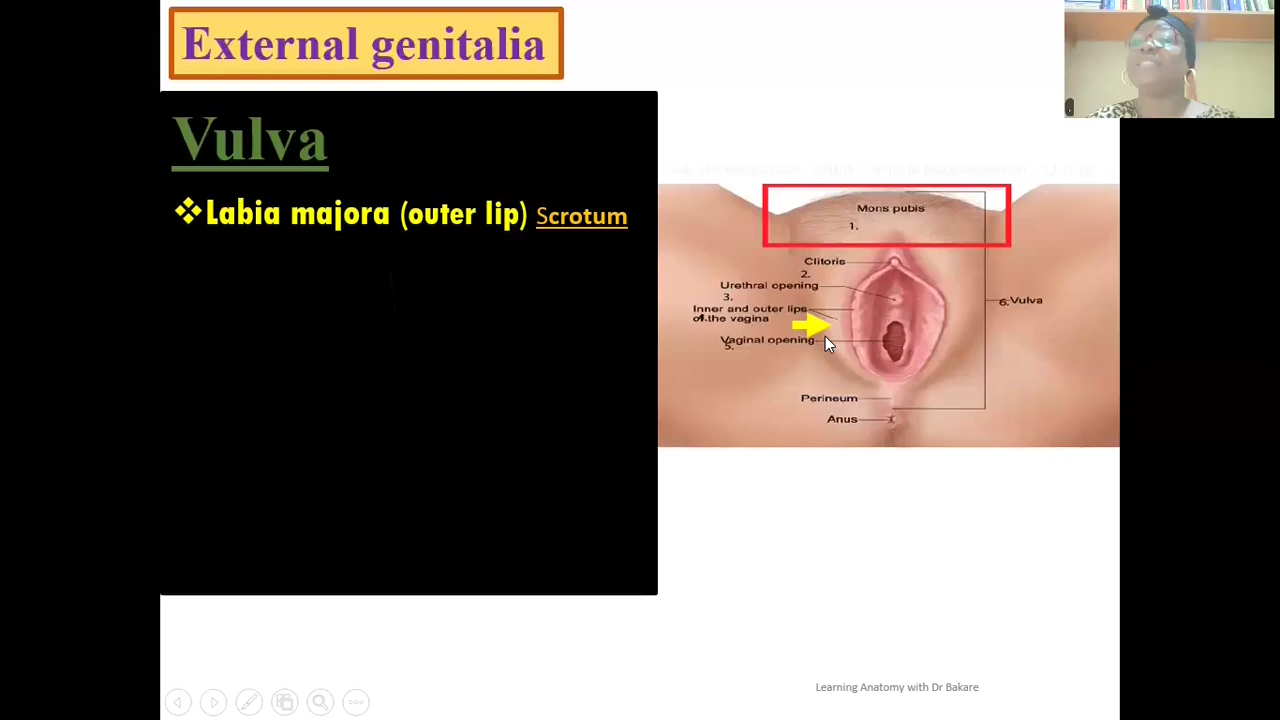 External genitalia
Vulva
❖Labia majora (outer lip) Scrotum
Mons pubis
1.
Clitoris
2.
Urethral opening
3.
Inner and outer lips
of the vagina
4.
Vaginal opening
5.
6.Vulva
Perineum
Anus
Learning Anatomy with Dr Bakare